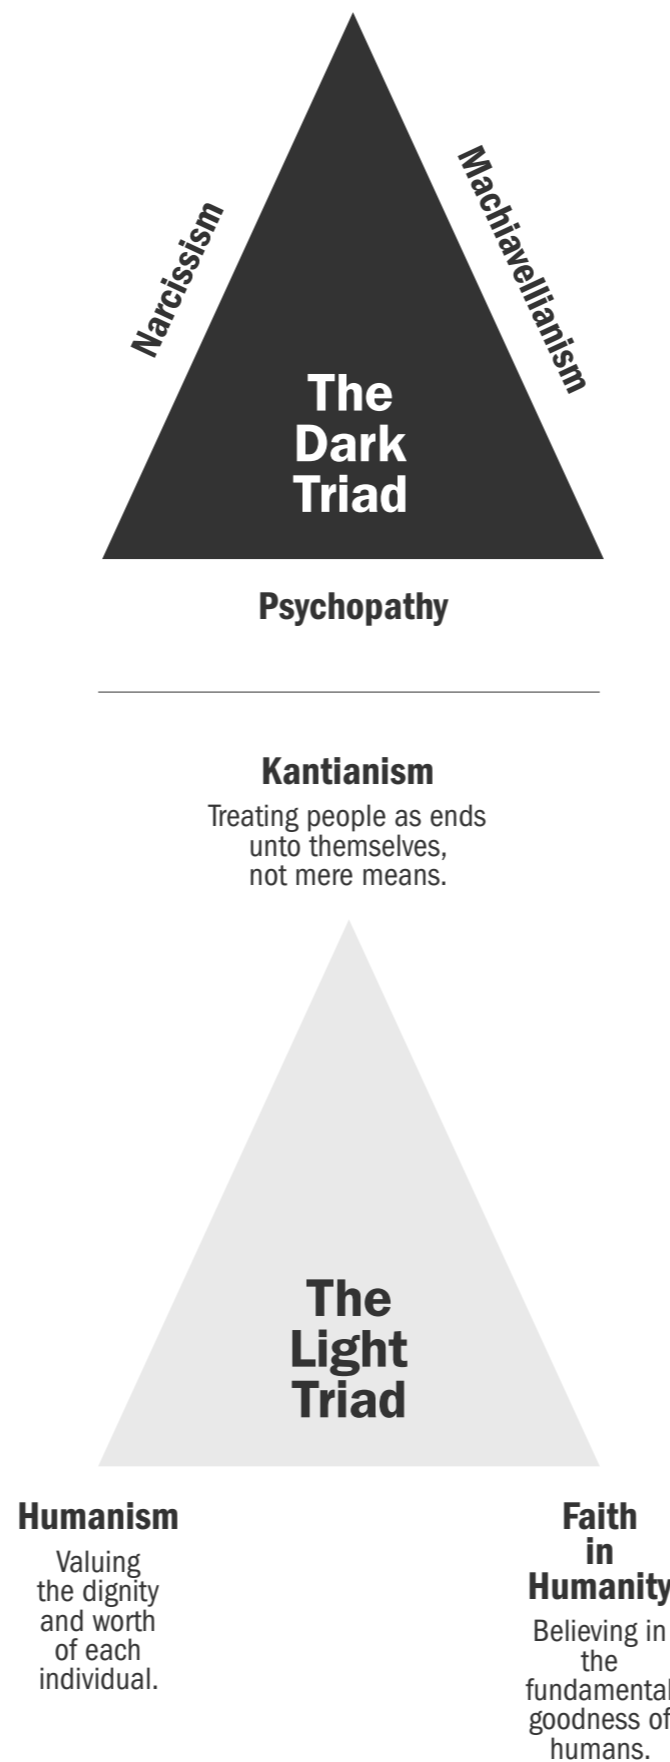 Narcissism
Machiavellianism
The
Dark
Triad
Psychopathy
Kantianism
Treating people as ends
unto themselves,
not mere means.
The
Light
Triad
Humanism
Valuing
the dignity
and worth
of each
individual.
Faith
in
Humanity
Believing in
the
fundamental
goodness of
humans.